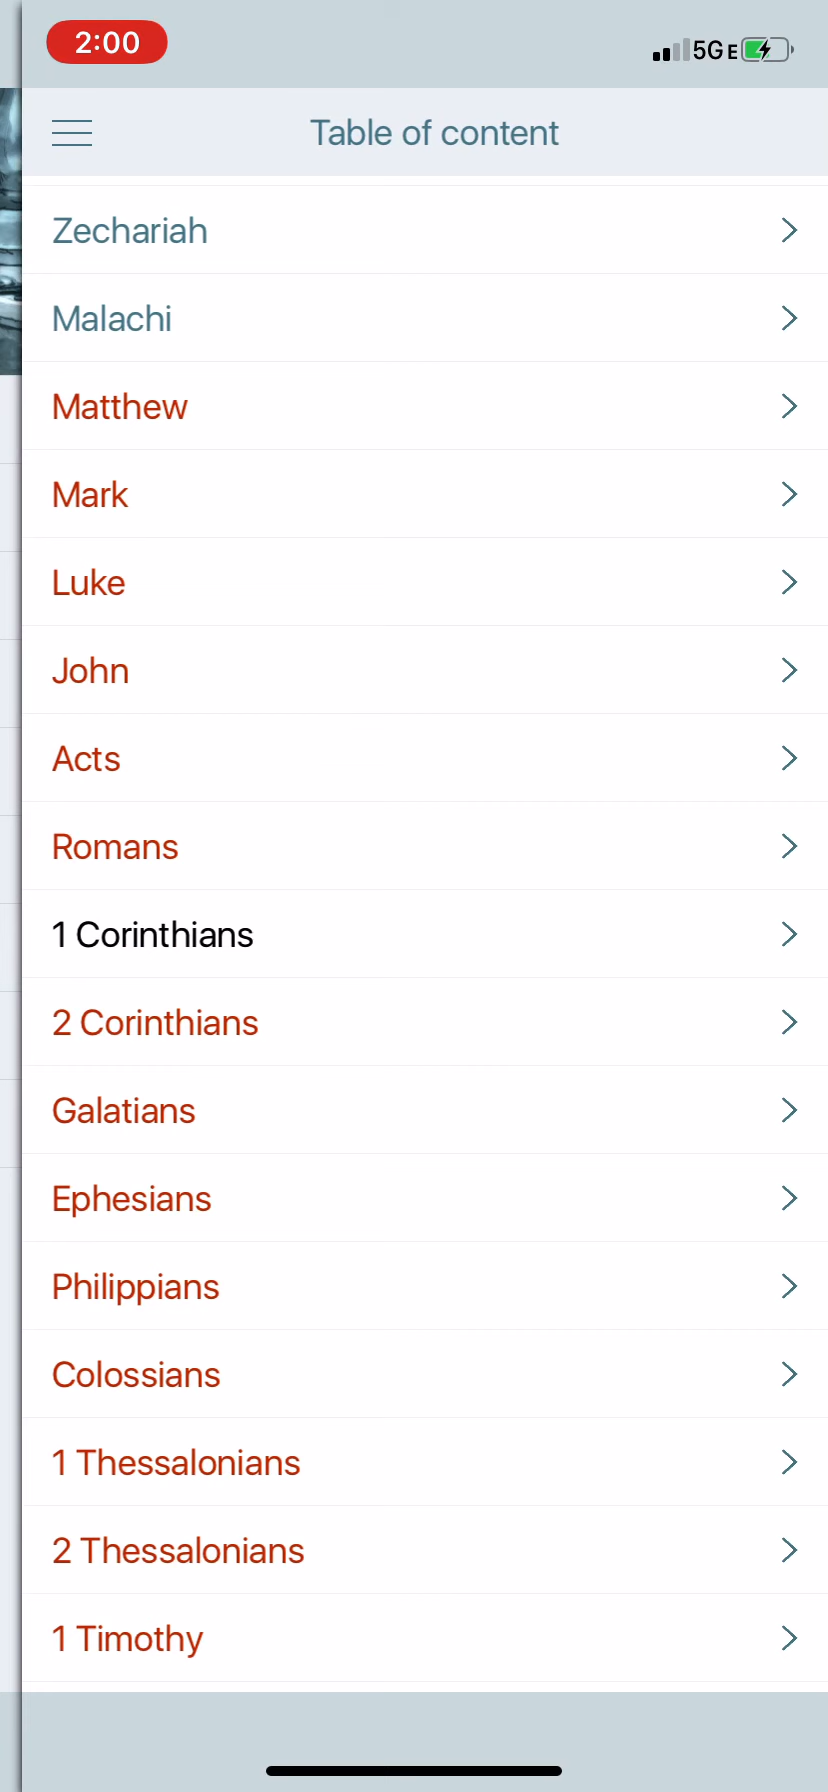 2:00
5GE
Table of content
Zechariah
Malachi
Matthew
Mark
Luke
John
Acts
Romans
1 Corinthians
2 Corinthians
Galatians
Ephesians
Philippians
Colossians
1 Thessalonians
2 Thessalonians
1 Timothy